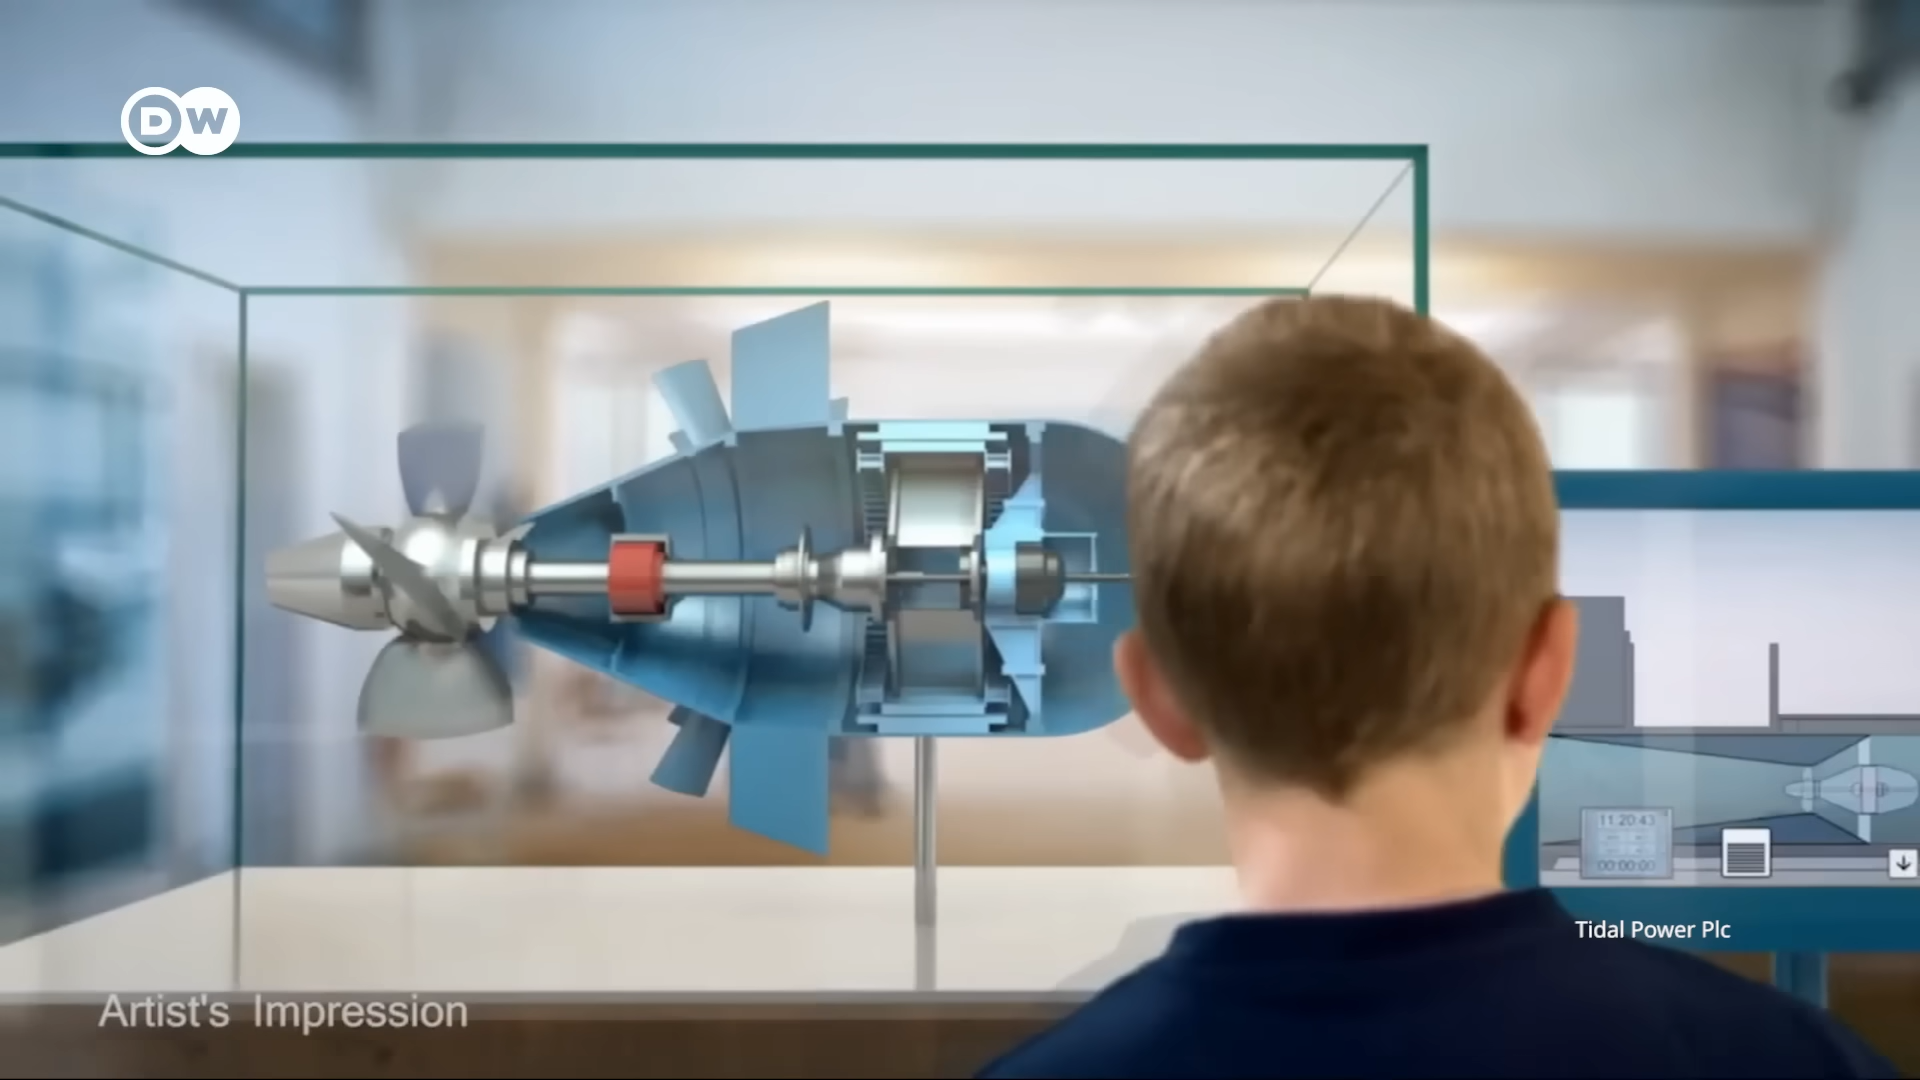 DW
11:20:43
00:00:00
Tidal Power Plc
Artist's Impression